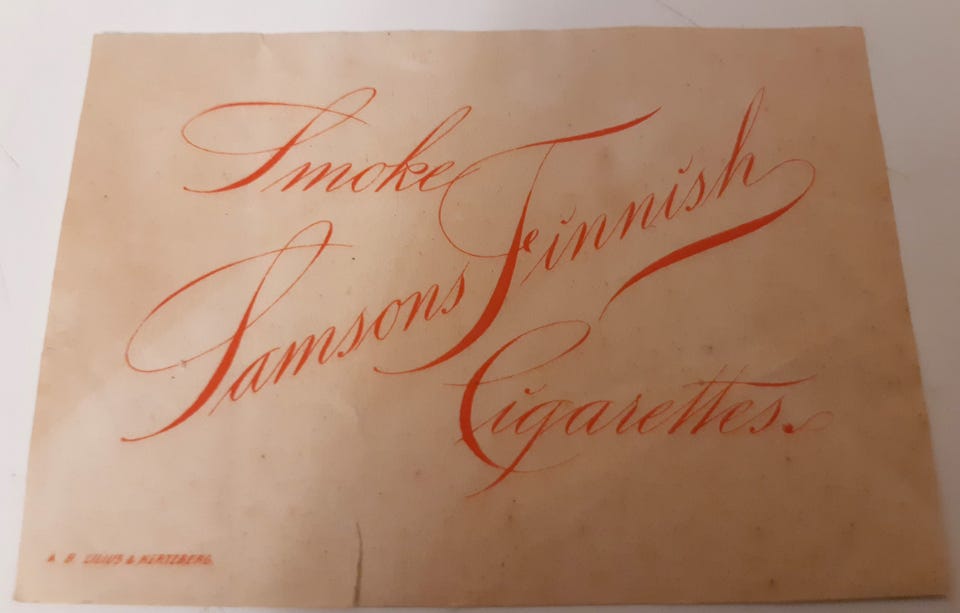 Smoke
Samsons Finnish
Cigarettes.
A. B. LILIUS & HERTZBERG.